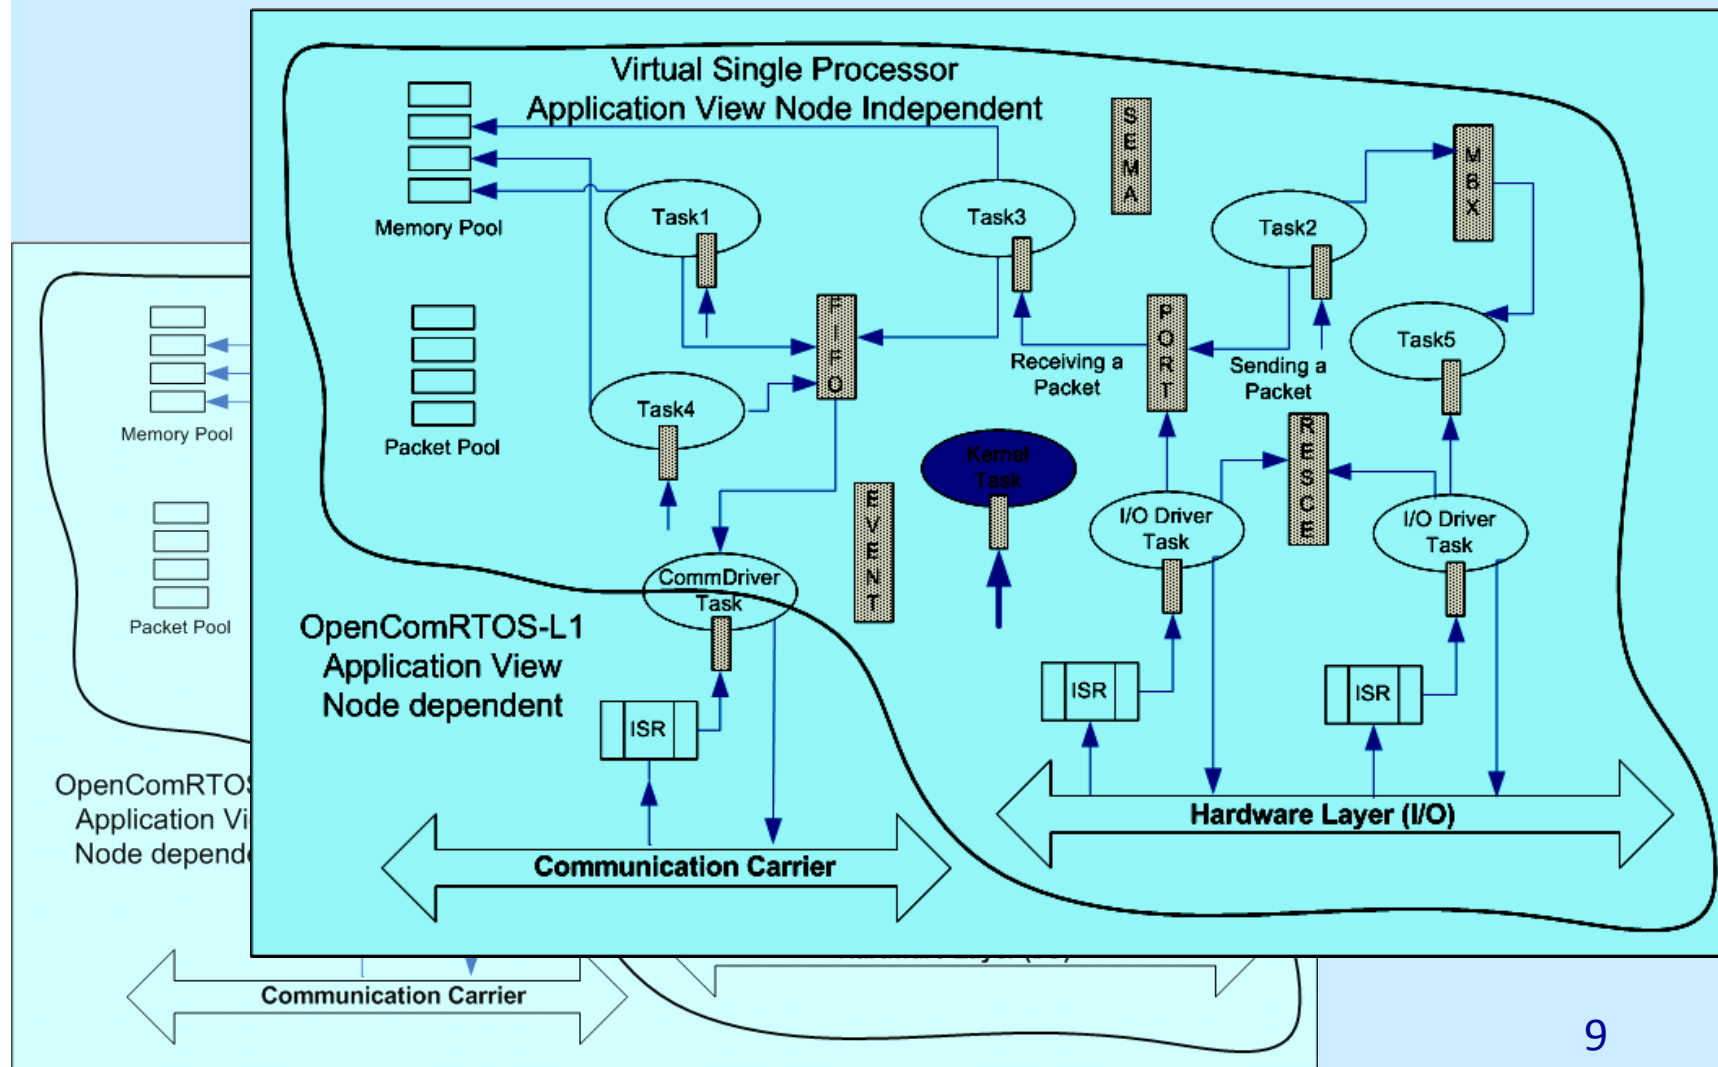 Virtual Single Processor
Application View Node Independent
SEMA
MBX
Task1
Task3
Task2
Memory Pool
FIFO
PORT
Task5
Receiving a
Packet
Sending a
Packet
Task4
Packet Pool
RESCE
Kernel
Task
EVENT
I/O Driver
Task
I/O Driver
Task
CommDriver
Task
OpenComRTOS-L1
Application View
Node dependent
ISR
ISR
ISR
Hardware Layer (I/O)
Communication Carrier
Memory Pool
Packet Pool
OpenComRTOS
Application Vi
Node depende
Communication Carrier
9